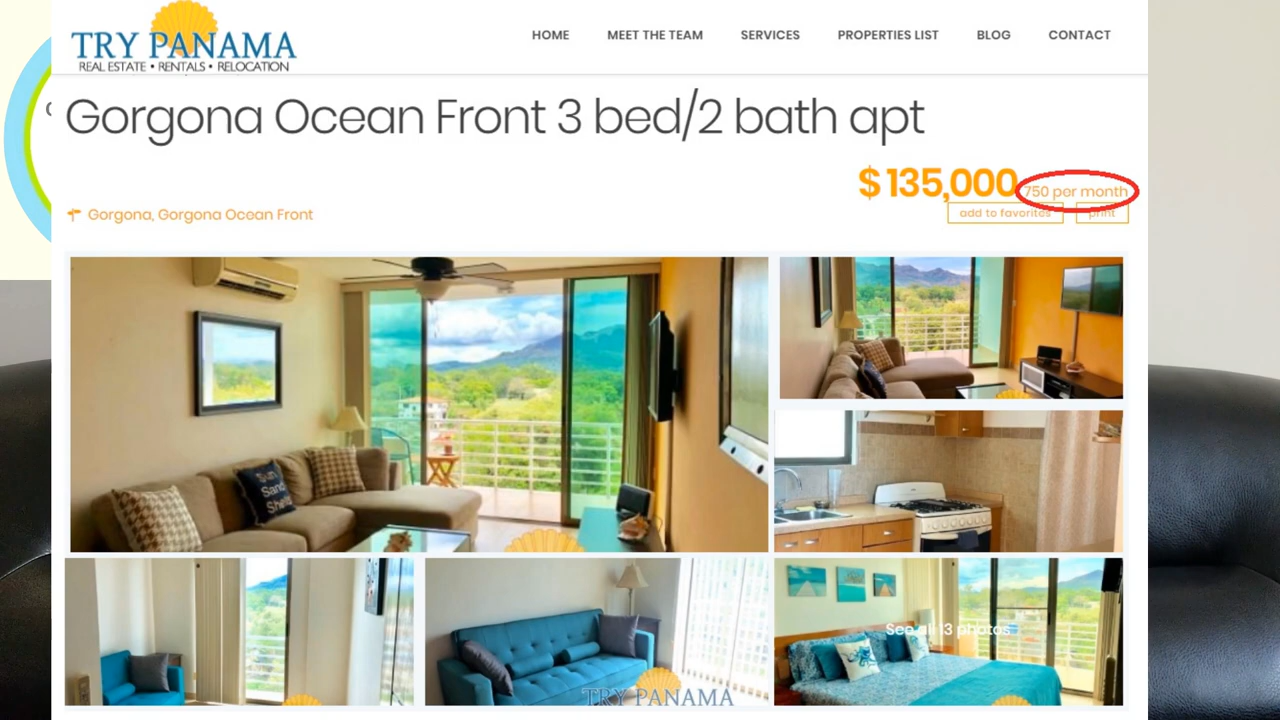 TRY PANAMA
REAL ESTATE • RENTALS • RELOCATION
HOME
MEET THE TEAM
SERVICES
PROPERTIES LIST
BLOG
CONTACT
Gorgona Ocean Front 3 bed/2 bath apt
$135,000 750 per month
Gorgona, Gorgona Ocean Front
add to favorites
print
Sun
Sand
See all 13 photos
TRY PANAMA